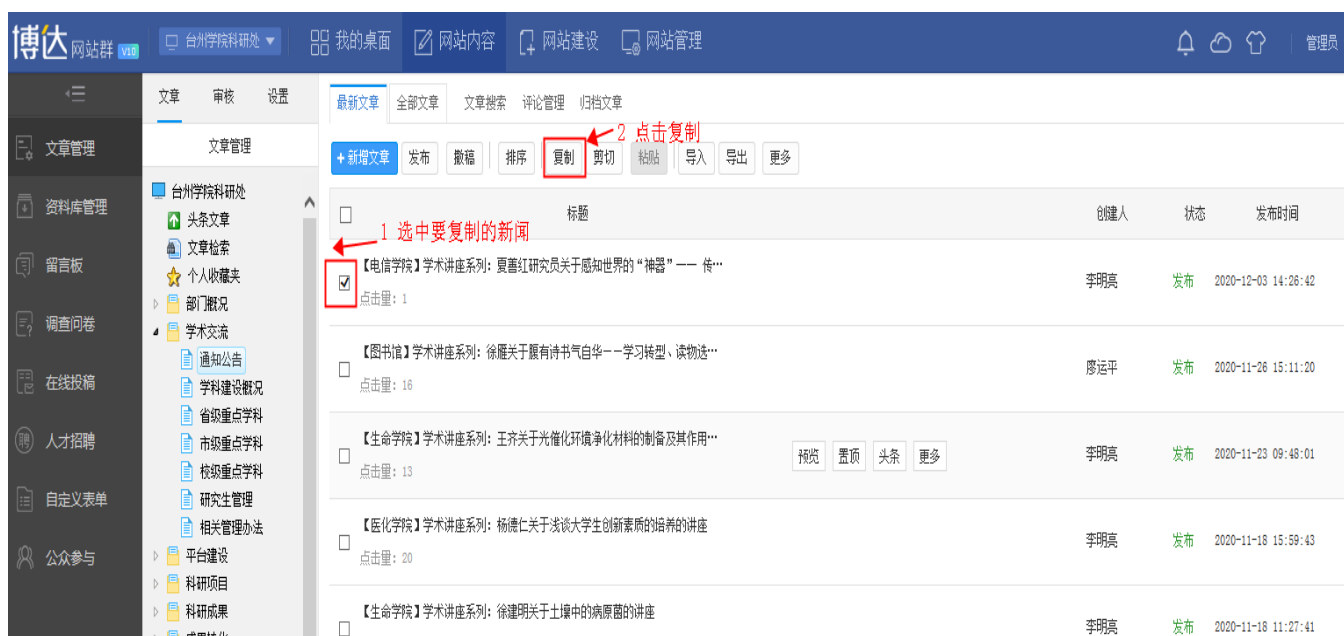 博达网站群 V10 台州学院科研处 我的桌面 网站内容 网站建设 网站管理 管理员
文章 审核 设置
文章管理
文章管理
资料库管理
留言板
调查问卷
在线投稿
人才招聘
自定义表单
公众参与
台州学院科研处
头条文章
文章检索
个人收藏夹
部门概况
学术交流
通知公告
学科建设概况
省级重点学科
市级重点学科
校级重点学科
研究生管理
相关管理办法
平台建设
科研项目
科研成果
最新文章 全部文章 文章搜索 评论管理 归档文章
2 点击复制
+新增文章 发布 撤稿 排序 复制 剪切 粘贴 导入 导出 更多
标题 创建人 状态 发布时间
1 选中要复制的新闻
【电信学院】学术讲座系列: 夏善红研究员关于感知世界的“神器”—— 传…
点击量: 1
李明亮 发布 2020-12-03 14:26:42
【图书馆】学术讲座系列: 徐雁关于腹有诗书气自华——学习转型、读物选…
点击量: 16
廖运平 发布 2020-11-26 15:11:20
【生命学院】学术讲座系列: 王齐关于光催化环境净化材料的制备及其作用…
点击量: 13
预览 置顶 头条 更多
李明亮 发布 2020-11-23 09:48:01
【医化学院】学术讲座系列: 杨德仁关于浅谈大学生创新素质的培养的讲座
点击量: 20
李明亮 发布 2020-11-18 15:59:43
【生命学院】学术讲座系列: 徐建明关于土壤中的病原菌的讲座
李明亮 发布 2020-11-18 11:27:41